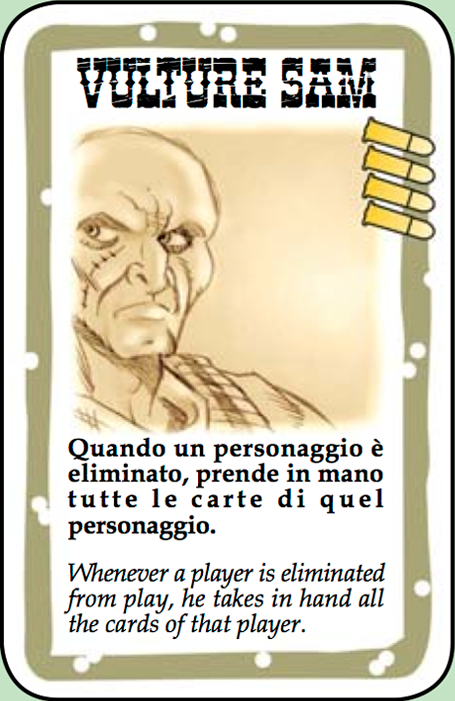 VULTURE SAM
Quando un personaggio è
eliminato, prende in mano
tutte le carte di quel
personaggio.
Whenever a player is eliminated
from play, he takes in hand all
the cards of that player.